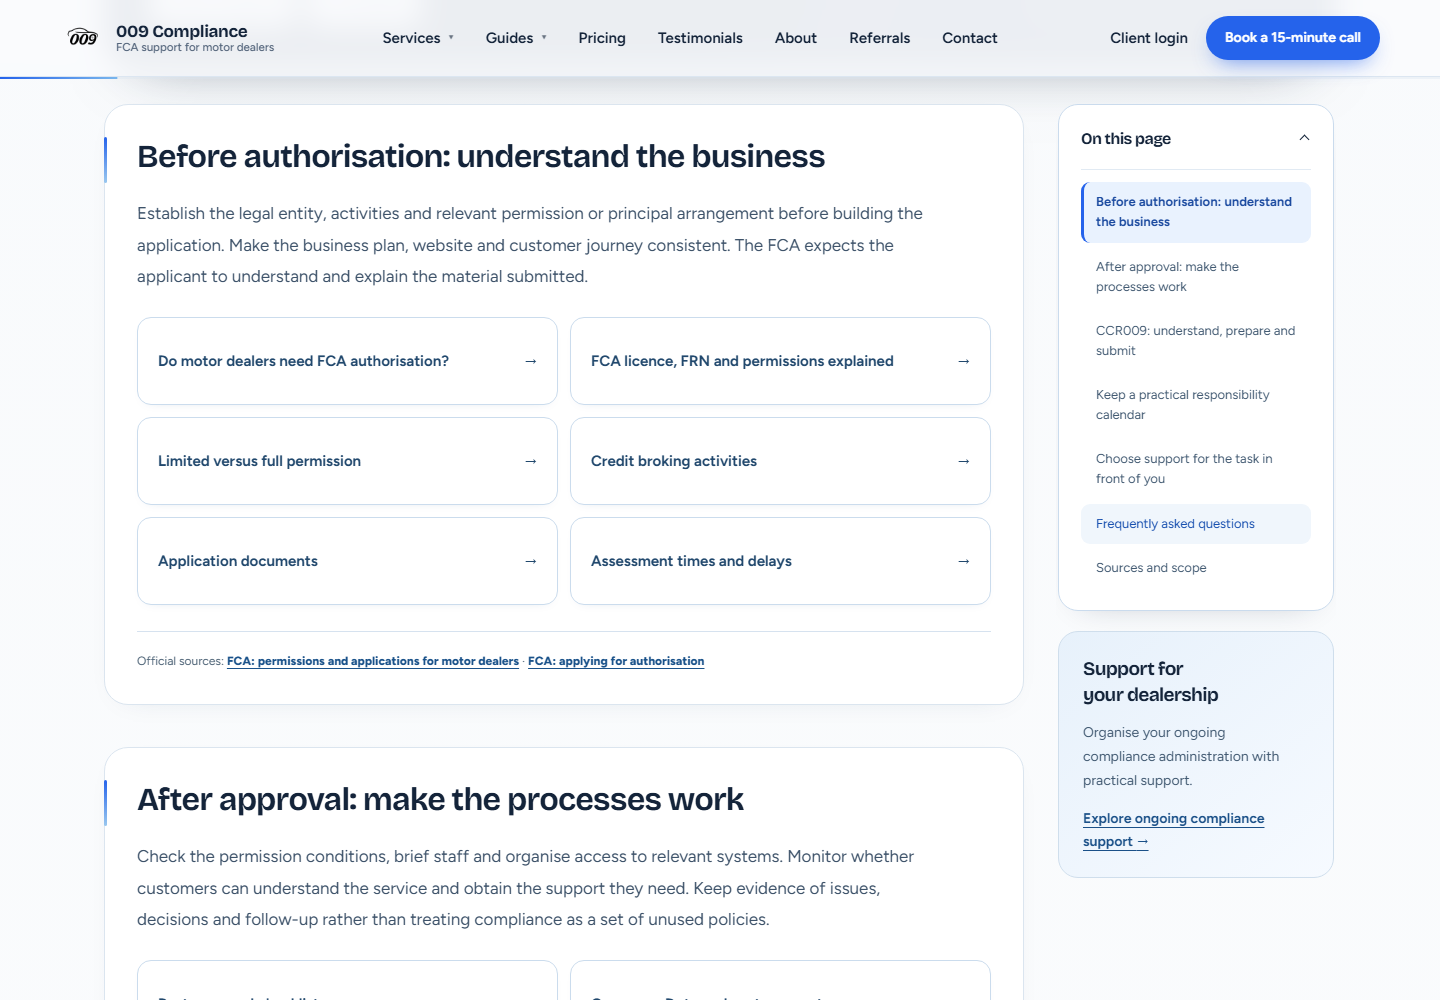 009
009 Compliance
FCA support for motor dealers
Services ▾
Guides ▾
Pricing
Testimonials
About
Referrals
Contact
Client login
Book a 15-minute call
Before authorisation: understand the business
Establish the legal entity, activities and relevant permission or principal arrangement before building the
application. Make the business plan, website and customer journey consistent. The FCA expects the
applicant to understand and explain the material submitted.
Do motor dealers need FCA authorisation? →
FCA licence, FRN and permissions explained →
Limited versus full permission →
Credit broking activities →
Application documents →
Assessment times and delays →
Official sources: FCA: permissions and applications for motor dealers · FCA: applying for authorisation
After approval: make the processes work
Check the permission conditions, brief staff and organise access to relevant systems. Monitor whether
customers can understand the service and obtain the support they need. Keep evidence of issues,
decisions and follow-up rather than treating compliance as a set of unused policies.
On this page
Before authorisation: understand
the business
After approval: make the
processes work
CCR009: understand, prepare and
submit
Keep a practical responsibility
calendar
Choose support for the task in
front of you
Frequently asked questions
Sources and scope
Support for
your dealership
Organise your ongoing
compliance administration with
practical support.
Explore ongoing compliance
support →